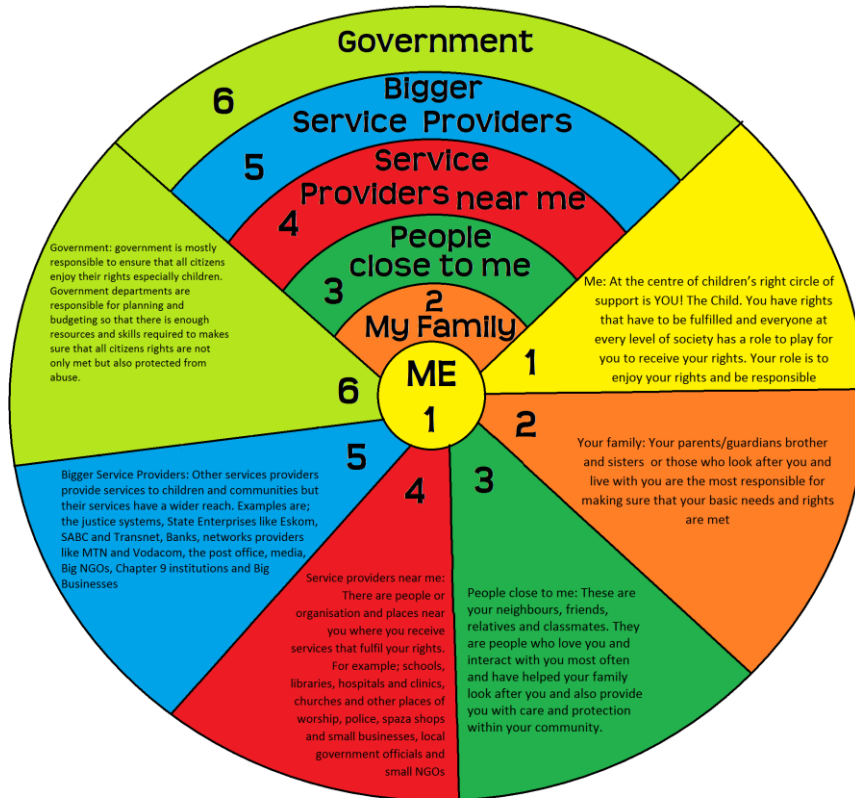 Government
6
Bigger
Service Providers
5
Service
Providers near me
4
People
close to me
3
2
My Family
ME
1
1
Me: At the centre of children's right circle of
support is YOU! The Child. You have rights
that have to be fulfilled and everyone at
every level of society has a role to play for
you to receive your rights. Your role is to
enjoy your rights and be responsible
2
Your family: Your parents/guardians brother
and sisters or those who look after you and
live with you are the most responsible for
making sure that your basic needs and rights
are met
3
People close to me: These are
your neighbours, friends,
relatives and classmates. They
are people who love you and
interact with you most often
and have helped your family
look after you and also provide
you with care and protection
within your community.
4
Service providers near me:
There are people or
organisation and places near
you where you receive
services that fulfil your rights.
For example; schools,
libraries, hospitals and clinics,
churches and other places of
worship, police, spaza shops
and small businesses, local
government officials and
small NGOs
5
Bigger Service Providers: Other services providers
provide services to children and communities but
their services have a wider reach. Examples are;
the justice systems, State Enterprises like Eskom,
SABC and Transnet, Banks, networks providers
like MTN and Vodacom, the post office, media,
Big NGOs, Chapter 9 institutions and Big
Businesses
6
Government: government is mostly
responsible to ensure that all citizens
enjoy their rights especially children.
Government departments are
responsible for planning and
budgeting so that there is enough
resources and skills required to makes
sure that all citizens rights are not
only met but also protected from
abuse.